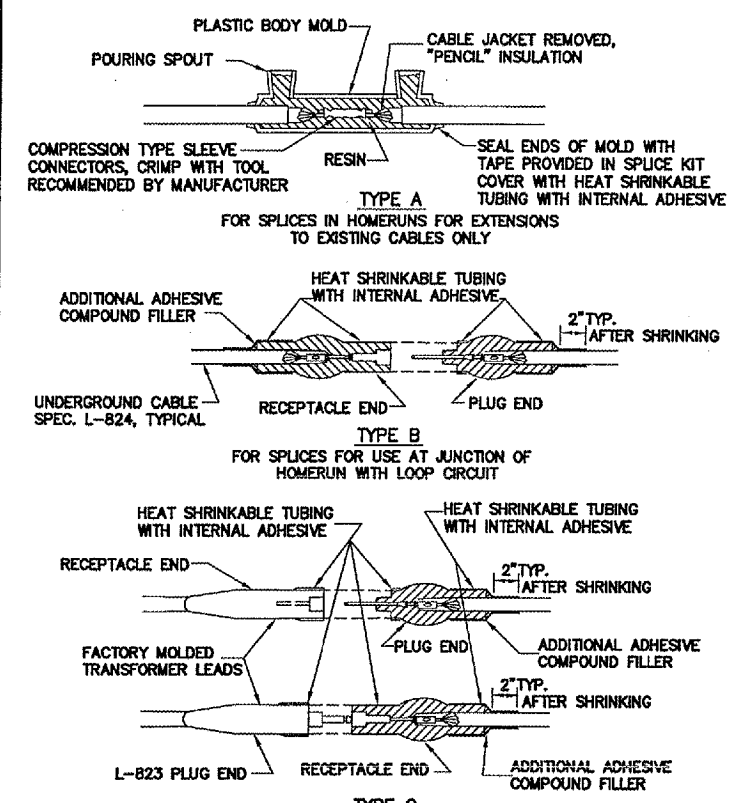 PLASTIC BODY MOLD
CABLE JACKET REMOVED,
"PENCIL" INSULATION
POURING SPOUT
COMPRESSION TYPE SLEEVE
CONNECTORS, CRIMP WITH TOOL
RECOMMENDED BY MANUFACTURER
RESIN
SEAL ENDS OF MOLD WITH
TAPE PROVIDED IN SPLICE KIT
COVER WITH HEAT SHRINKABLE
TUBING WITH INTERNAL ADHESIVE
TYPE A
FOR SPLICES IN HOMERUNS FOR EXTENSIONS
TO EXISTING CABLES ONLY
HEAT SHRINKABLE TUBING
WITH INTERNAL ADHESIVE
ADDITIONAL ADHESIVE
COMPOUND FILLER
2"TYP.
AFTER SHRINKING
UNDERGROUND CABLE
SPEC. L-824, TYPICAL
RECEPTACLE END
PLUG END
TYPE B
FOR SPLICES FOR USE AT JUNCTION OF
HOMERUN WITH LOOP CIRCUIT
HEAT SHRINKABLE TUBING
WITH INTERNAL ADHESIVE
HEAT SHRINKABLE TUBING
WITH INTERNAL ADHESIVE
RECEPTACLE END
2"TYP.
AFTER SHRINKING
PLUG END
ADDITIONAL ADHESIVE
COMPOUND FILLER
FACTORY MOLDED
TRANSFORMER LEADS
2"TYP.
AFTER SHRINKING
L-823 PLUG END
RECEPTACLE END
ADDITIONAL ADHESIVE
COMPOUND FILLER